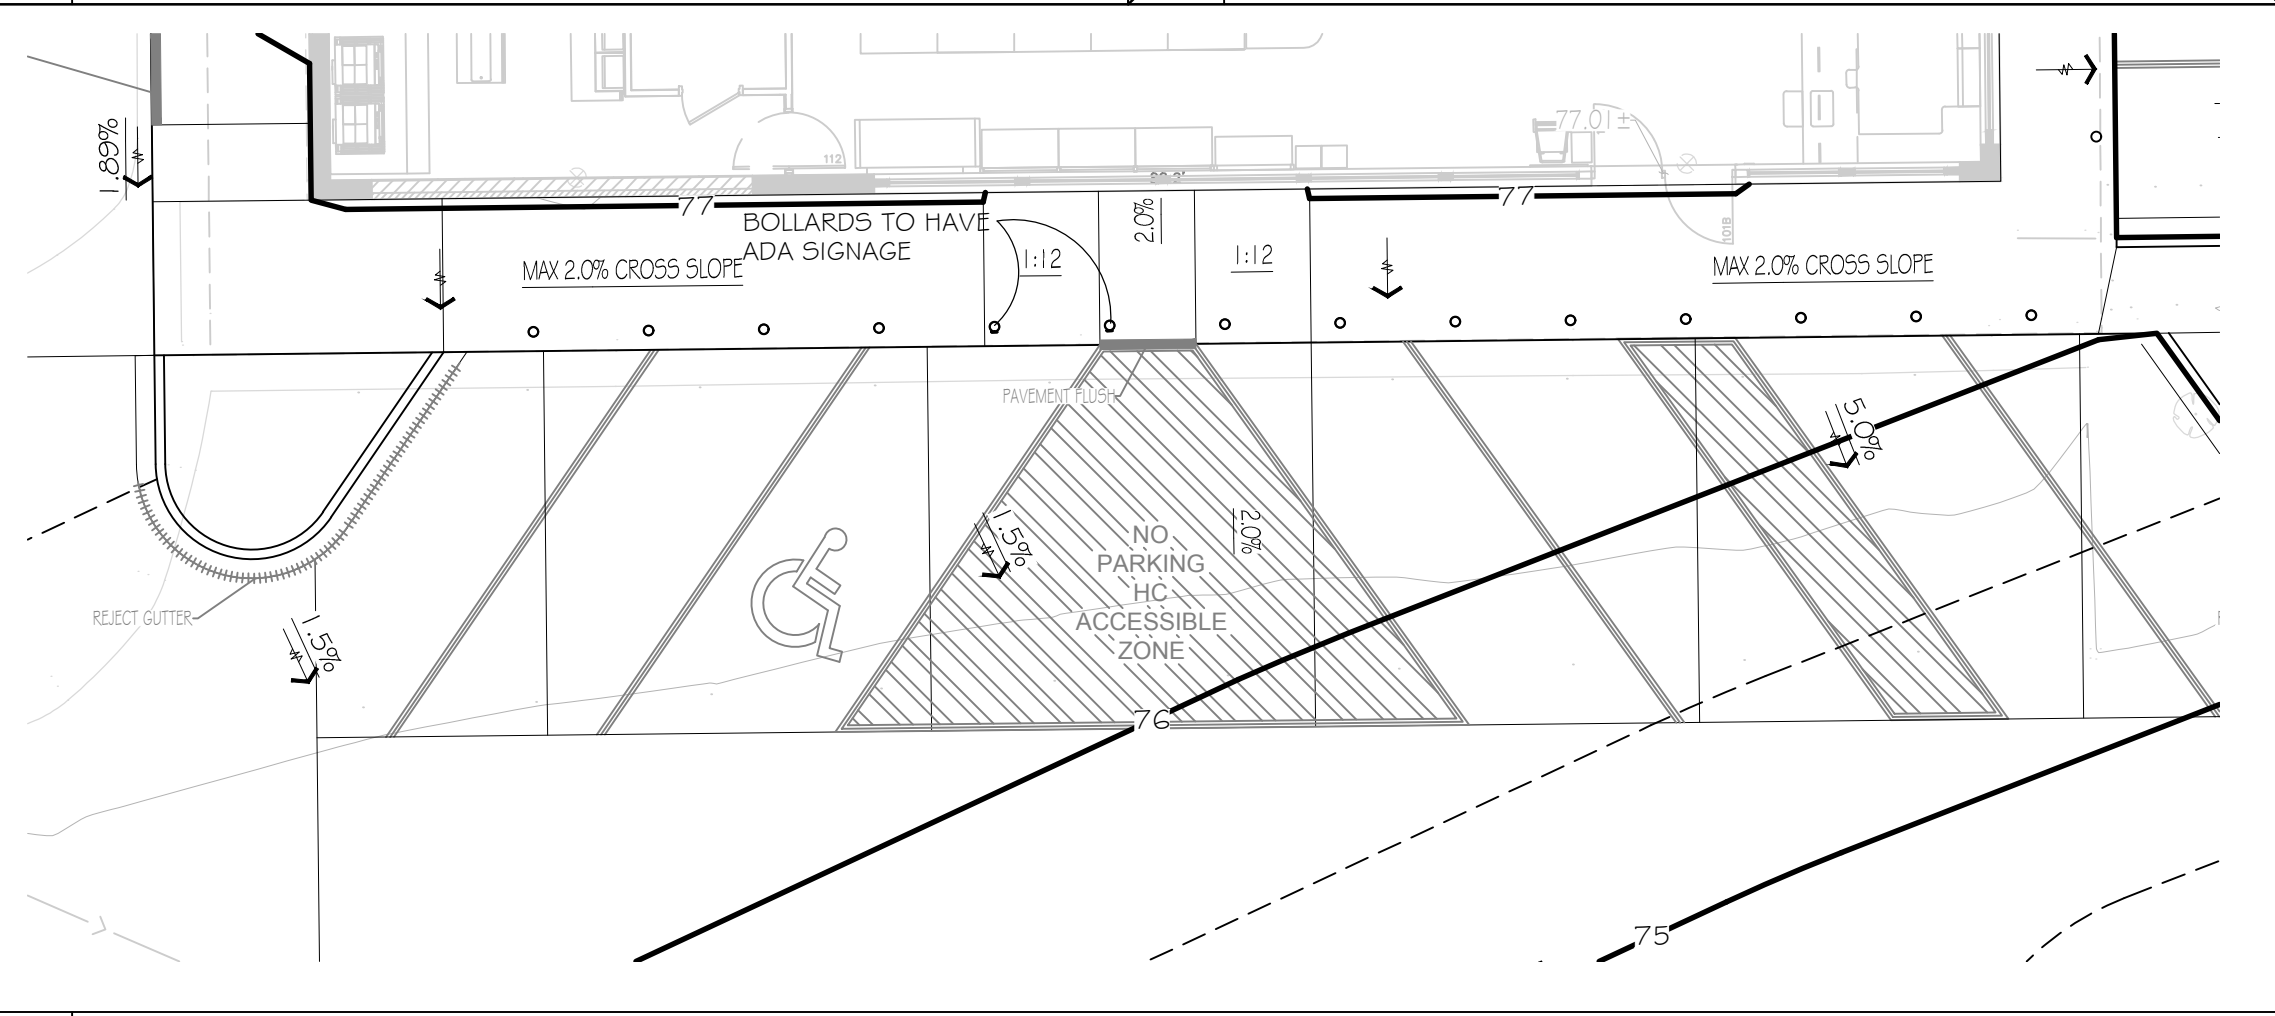 1.89%
112
77.01±
77
77
BOLLARDS TO HAVE
ADA SIGNAGE
2.0%
101B
MAX 2.0% CROSS SLOPE
1:12
1:12
MAX 2.0% CROSS SLOPE
PAVEMENT FLUSH
5.0%
1.5%
2.0%
NO
PARKING
HC
ACCESSIBLE
ZONE
REJECT GUTTER
1.5%
76
75